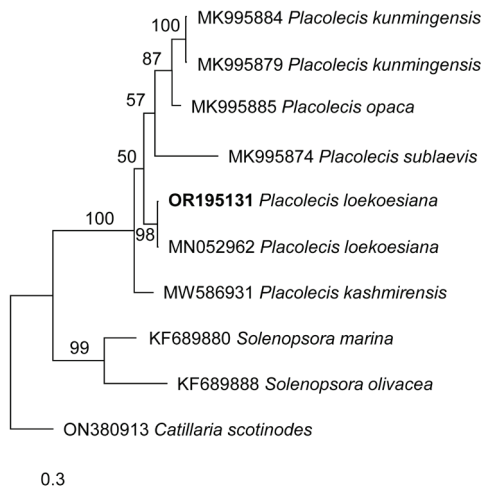 100
MK995884 Placolecis kunmingensis
87
MK995879 Placolecis kunmingensis
57
MK995885 Placolecis opaca
50
MK995874 Placolecis sublaevis
OR195131 Placolecis loekoesiana
100
98
MN052962 Placolecis loekoesiana
MW586931 Placolecis kashmirensis
99
KF689880 Solenopsora marina
KF689888 Solenopsora olivacea
ON380913 Catillaria scotinodes
0.3